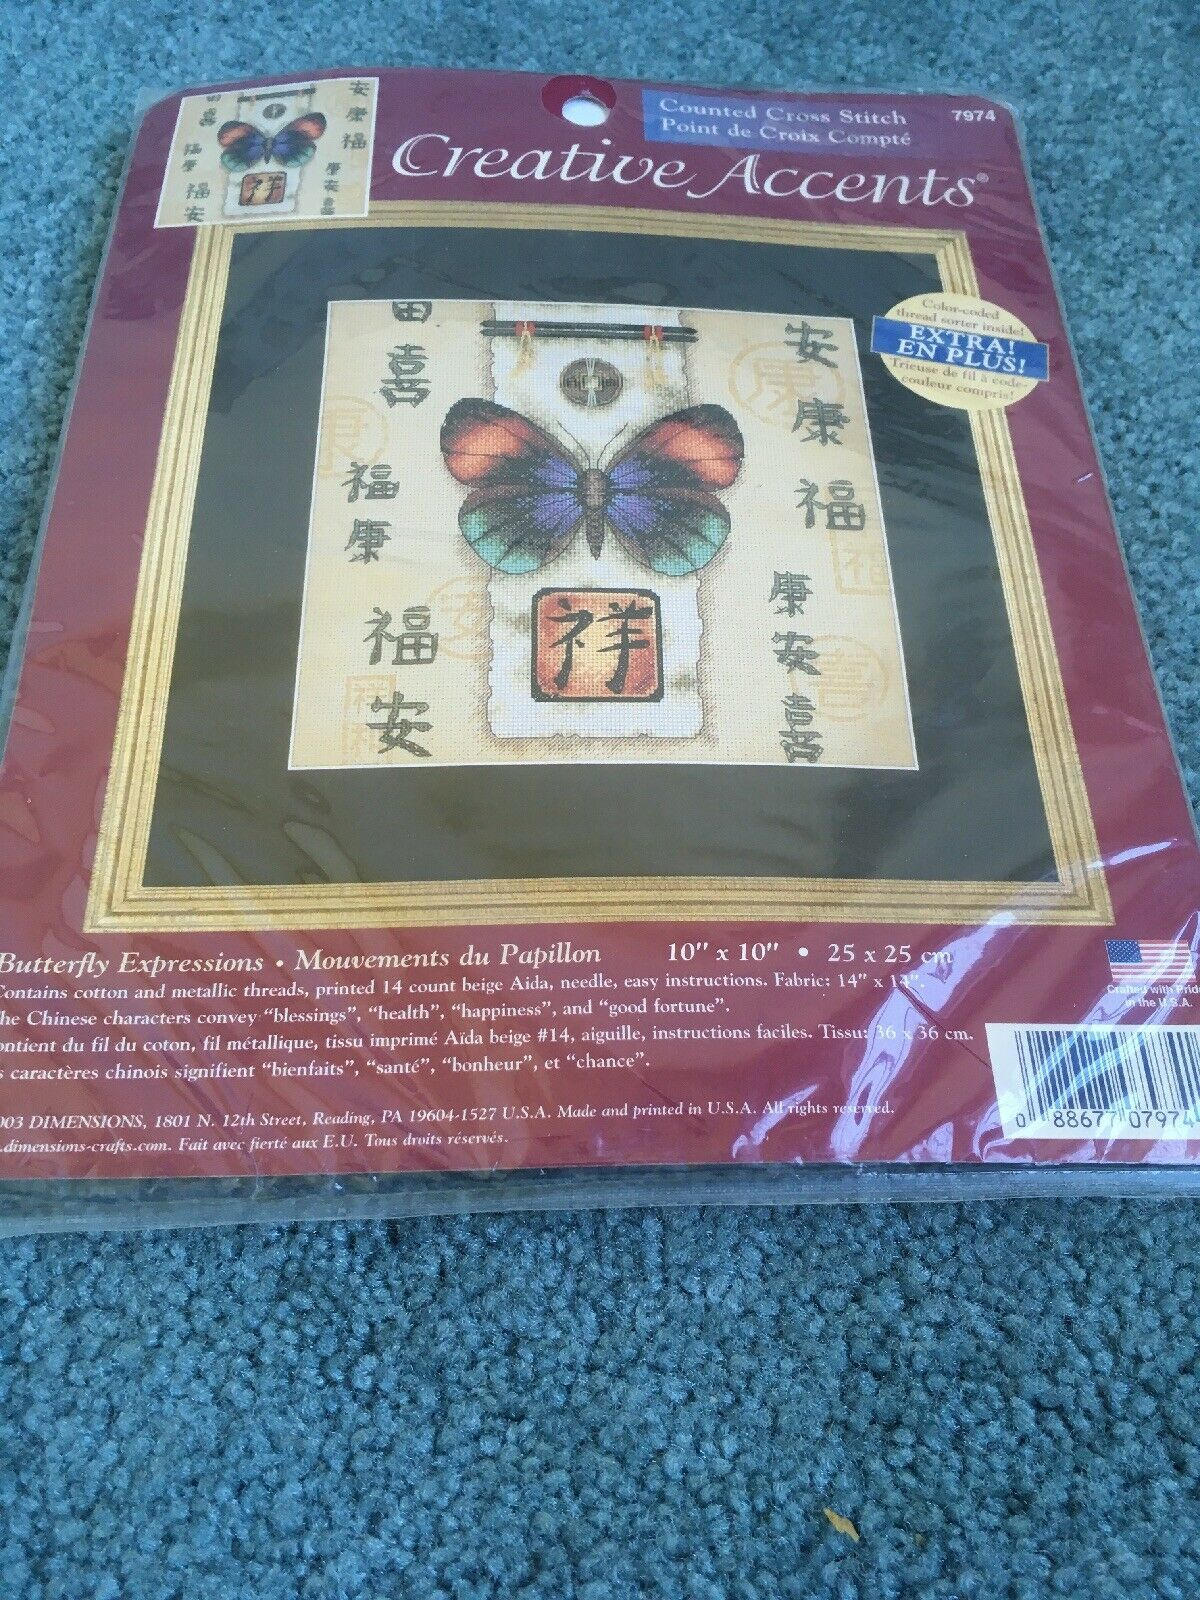 Counted Cross Stitch
Point de Croix Compté
7974
Creative Accents®
Color-coded
thread sorter inside!
EXTRA!
EN PLUS!
Trieuse de fil à code-
couleur compris!
喜
福
康
福
安
安
康
福
康
安
喜
祥
Butterfly Expressions • Mouvements du Papillon 10" x 10" • 25 x 25 cm
Contains cotton and metallic threads, printed 14 count beige Aida, needle, easy instructions. Fabric: 14" x 14".
The Chinese characters convey "blessings", "health", "happiness", and "good fortune".
ontient du fil du coton, fil métallique, tissu imprimé Aïda beige #14, aiguille, instructions faciles. Tissu: 36 x 36 cm.
s caractères chinois signifient "bienfaits", "santé", "bonheur", et "chance".
Crafted with Pride
in the U.S.A.
003 DIMENSIONS, 1801 N. 12th Street, Reading, PA 19604-1527 U.S.A. Made and printed in U.S.A. All rights reserved.
.dimensions-crafts.com. Fait avec fierté aux E.U. Tous droits réservés.
0 88677 07974